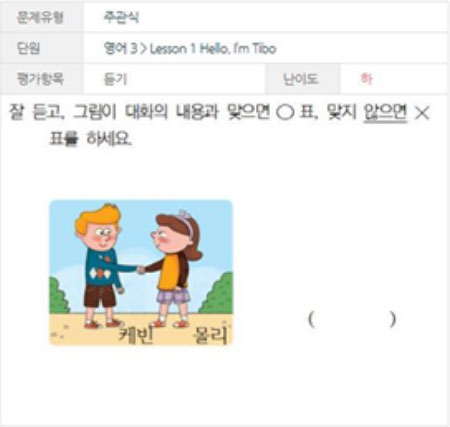 문제유형 주관식
단원 영어 3 > Lesson 1 Hello, I'm Tibo
평가항목 듣기 난이도 하
잘 듣고, 그림이 대화의 내용과 맞으면 ○ 표, 맞지 않으면 ×
표를 하세요.
케빈 몰리
( )